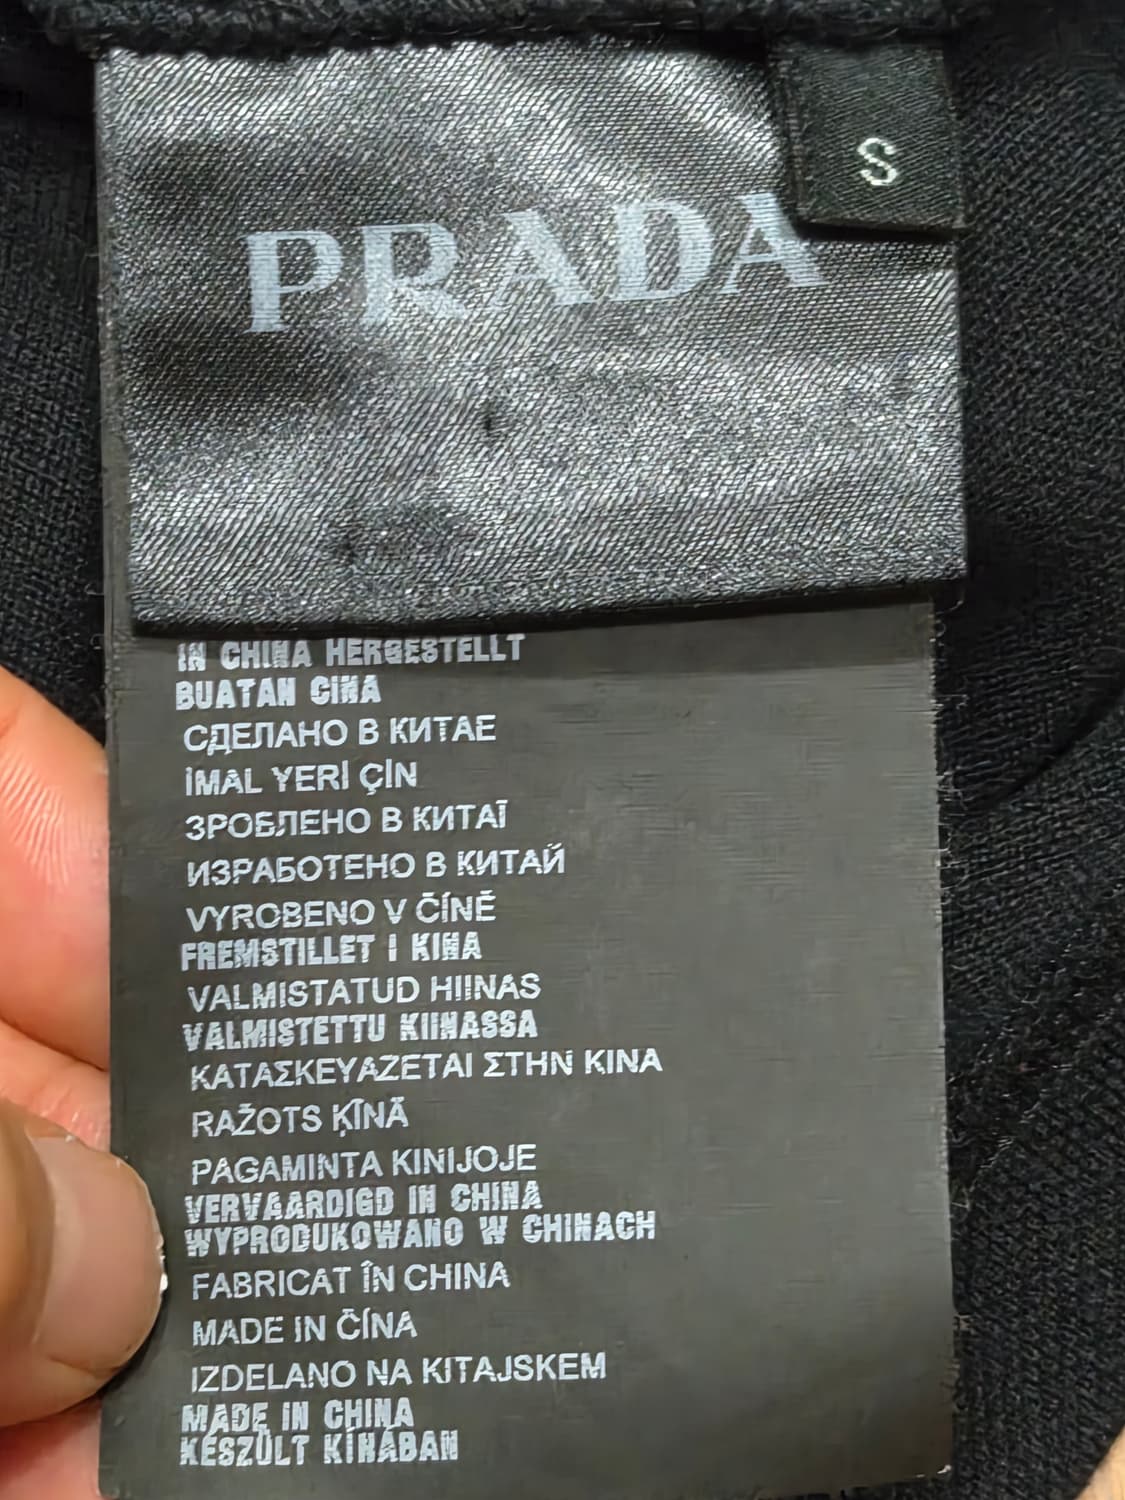 S
PRADA
IN CHINA HERGESTELLT
BUATAN CINA
СДЕЛАНО В КИТАЕ
İMAL YERİ ÇİN
ЗРОБЛЕНО В КИТАЇ
ИЗРАБОТЕНО В КИТАЙ
VYROBENO V ČÍNĚ
FREMSTILLET I KINA
VALMISTATUD HIINAS
VALMISTETTU KIINASSA
ΚΑΤΑΣΚΕΥΑΖΕΤΑΙ ΣΤΗΝ ΚΙΝΑ
RAŽOTS ĶĪNĀ
PAGAMINTA KINIJOJE
VERVAARDIGD IN CHINA
WYPRODUKOWANO W CHINACH
FABRICAT ÎN CHINA
MADE IN ČÍNA
IZDELANO NA KITAJSKEM
MADE IN CHINA
KÉSZÜLT KÍNÁBAN